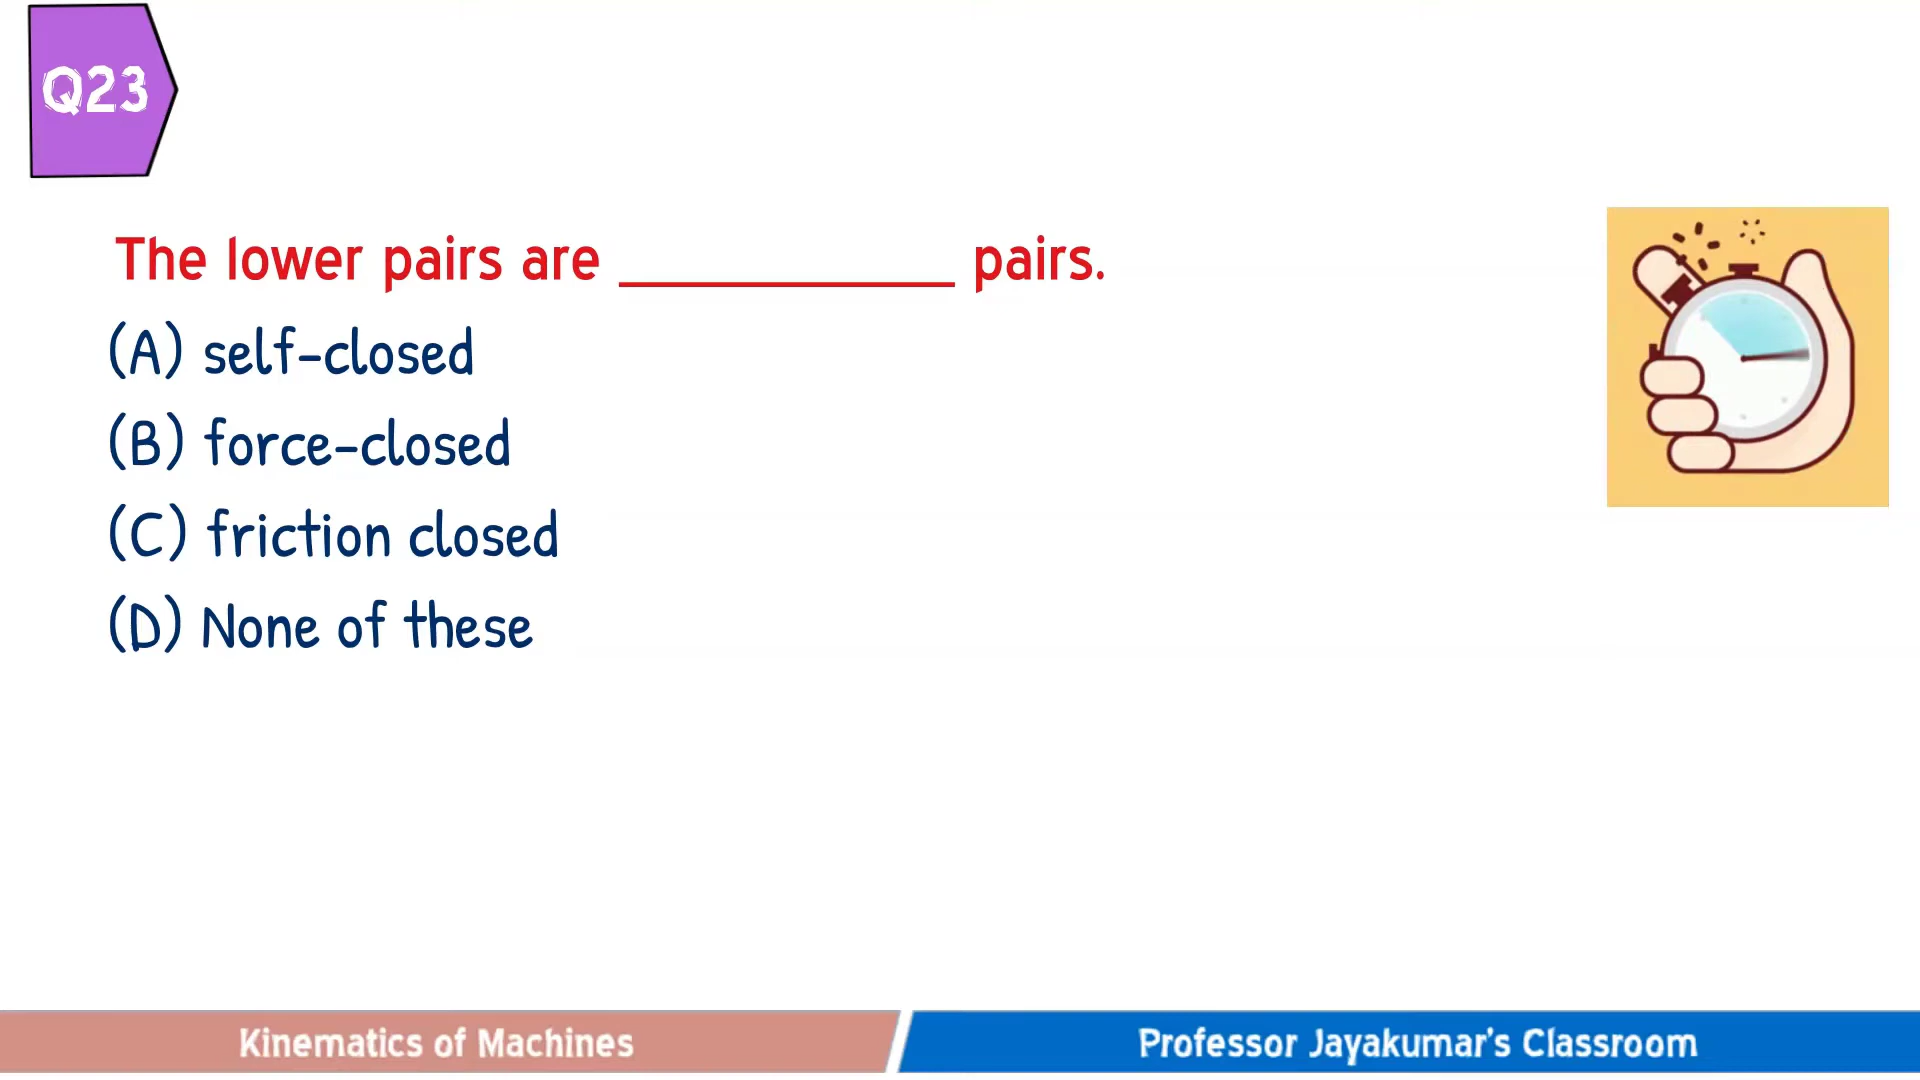 Q23
The lower pairs are ____________ pairs.
(A) self-closed
(B) force-closed
(C) friction closed
(D) None of these
Kinematics of Machines
Professor Jayakumar's Classroom